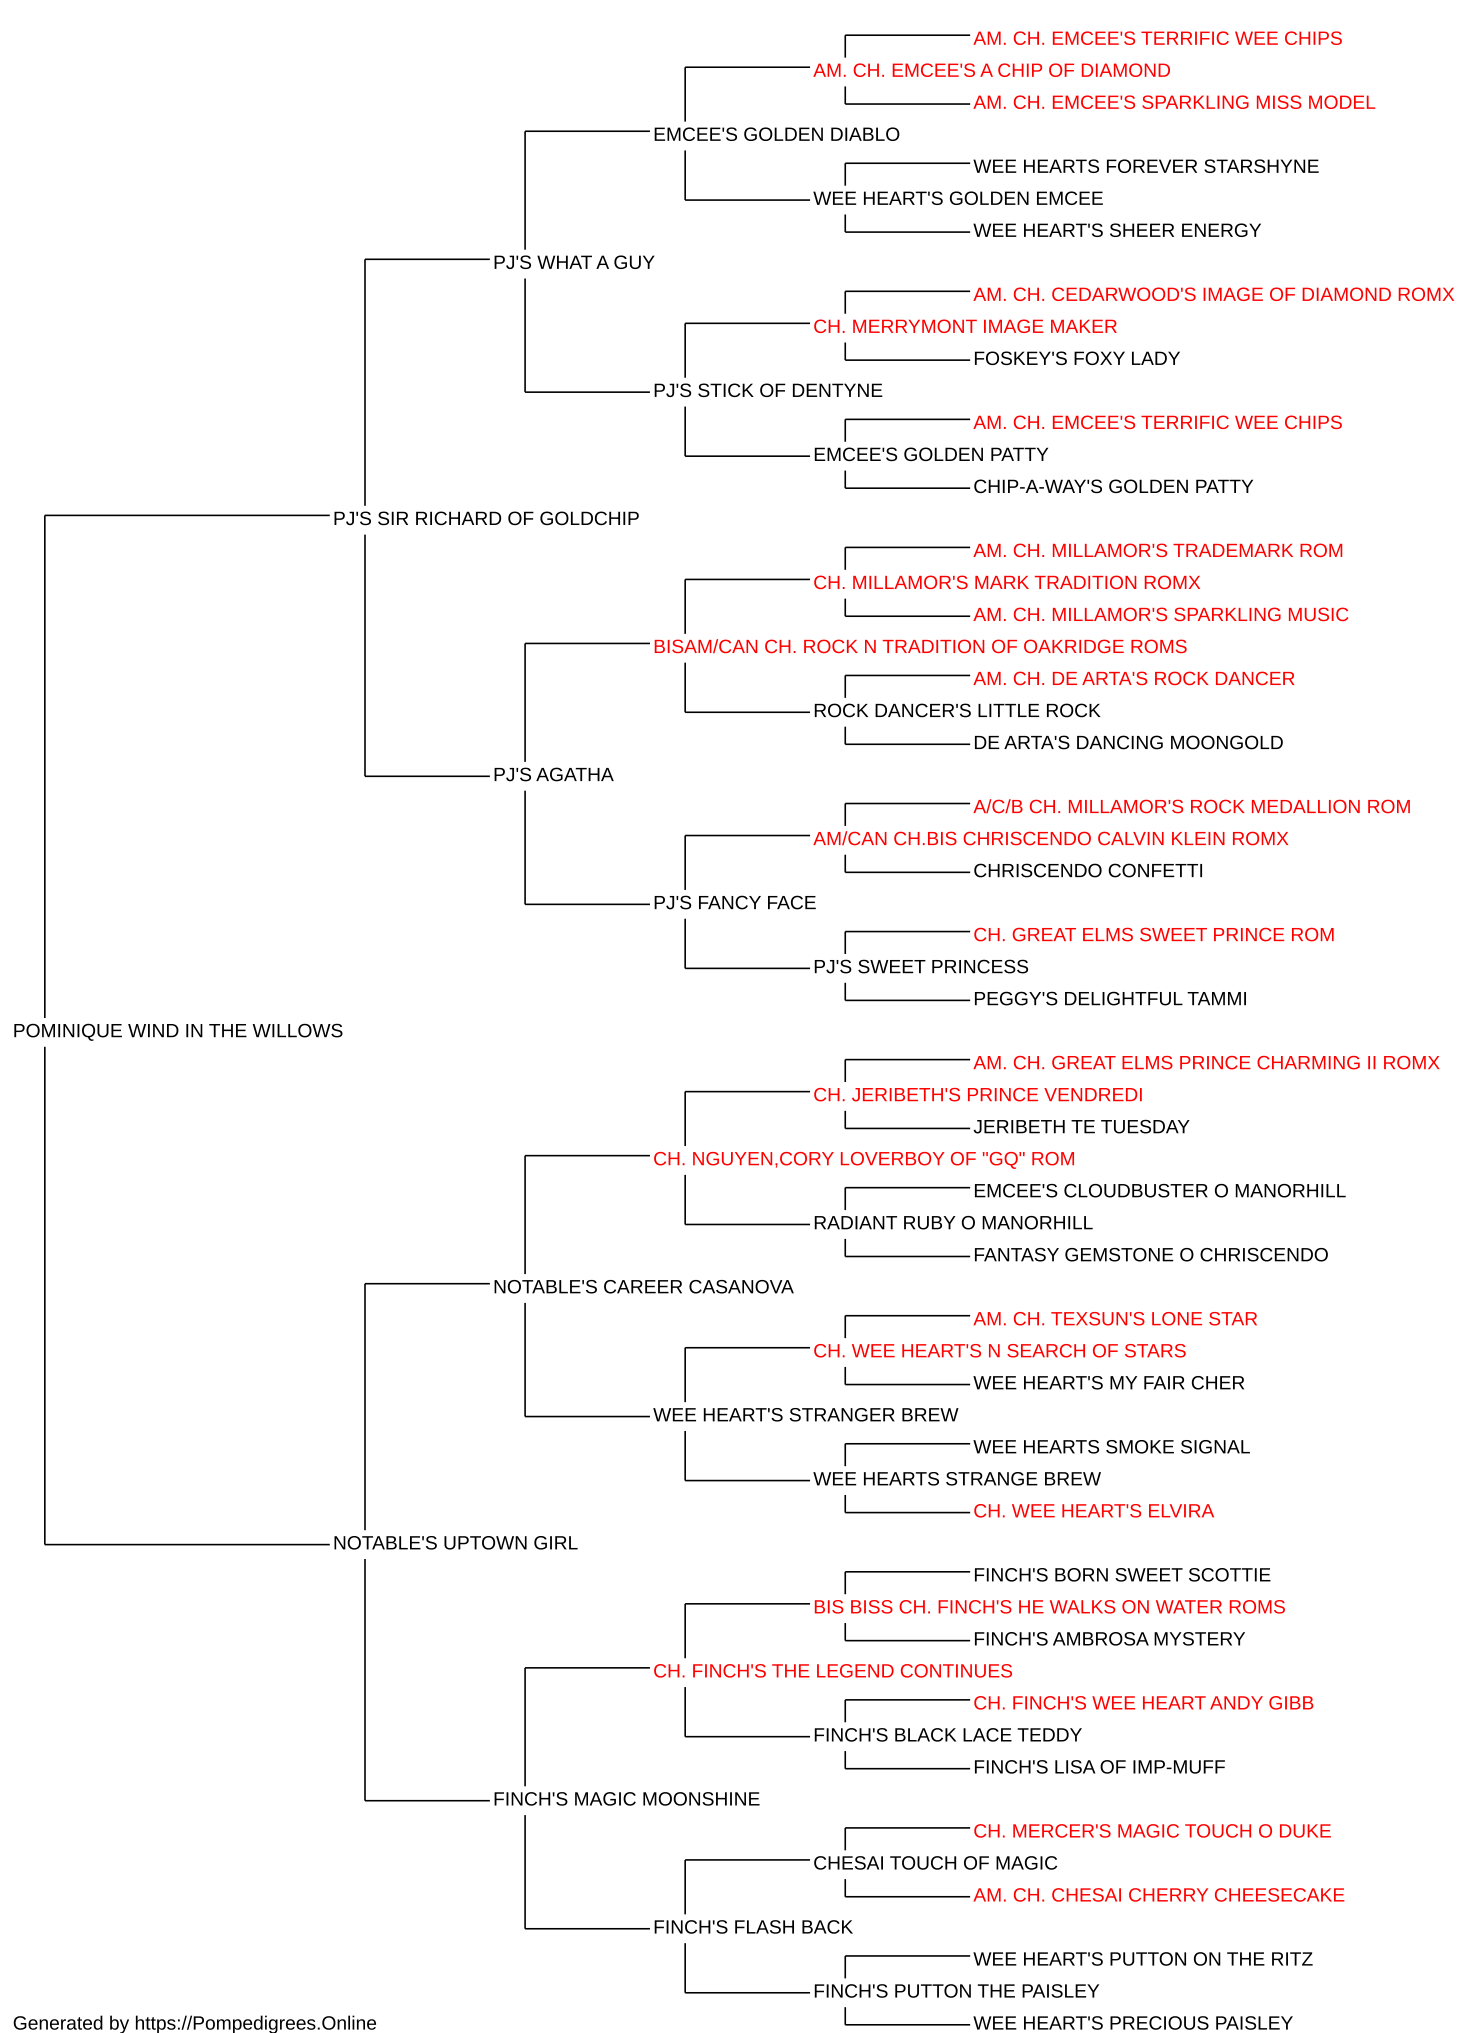 AM. CH. EMCEE'S TERRIFIC WEE CHIPS
AM. CH. EMCEE'S A CHIP OF DIAMOND
AM. CH. EMCEE'S SPARKLING MISS MODEL
EMCEE'S GOLDEN DIABLO
WEE HEARTS FOREVER STARSHYNE
WEE HEART'S GOLDEN EMCEE
WEE HEART'S SHEER ENERGY
PJ'S WHAT A GUY
AM. CH. CEDARWOOD'S IMAGE OF DIAMOND ROMX
CH. MERRYMONT IMAGE MAKER
FOSKEY'S FOXY LADY
PJ'S STICK OF DENTYNE
AM. CH. EMCEE'S TERRIFIC WEE CHIPS
EMCEE'S GOLDEN PATTY
CHIP-A-WAY'S GOLDEN PATTY
PJ'S SIR RICHARD OF GOLDCHIP
AM. CH. MILLAMOR'S TRADEMARK ROM
CH. MILLAMOR'S MARK TRADITION ROMX
AM. CH. MILLAMOR'S SPARKLING MUSIC
BISAM/CAN CH. ROCK N TRADITION OF OAKRIDGE ROMS
AM. CH. DE ARTA'S ROCK DANCER
ROCK DANCER'S LITTLE ROCK
DE ARTA'S DANCING MOONGOLD
PJ'S AGATHA
A/C/B CH. MILLAMOR'S ROCK MEDALLION ROM
AM/CAN CH.BIS CHRISCENDO CALVIN KLEIN ROMX
CHRISCENDO CONFETTI
PJ'S FANCY FACE
CH. GREAT ELMS SWEET PRINCE ROM
PJ'S SWEET PRINCESS
PEGGY'S DELIGHTFUL TAMMI
POMINIQUE WIND IN THE WILLOWS
AM. CH. GREAT ELMS PRINCE CHARMING II ROMX
CH. JERIBETH'S PRINCE VENDREDI
JERIBETH TE TUESDAY
CH. NGUYEN,CORY LOVERBOY OF "GQ" ROM
EMCEE'S CLOUDBUSTER O MANORHILL
RADIANT RUBY O MANORHILL
FANTASY GEMSTONE O CHRISCENDO
NOTABLE'S CAREER CASANOVA
AM. CH. TEXSUN'S LONE STAR
CH. WEE HEART'S N SEARCH OF STARS
WEE HEART'S MY FAIR CHER
WEE HEART'S STRANGER BREW
WEE HEARTS SMOKE SIGNAL
WEE HEARTS STRANGE BREW
CH. WEE HEART'S ELVIRA
NOTABLE'S UPTOWN GIRL
FINCH'S BORN SWEET SCOTTIE
BIS BISS CH. FINCH'S HE WALKS ON WATER ROMS
FINCH'S AMBROSA MYSTERY
CH. FINCH'S THE LEGEND CONTINUES
CH. FINCH'S WEE HEART ANDY GIBB
FINCH'S BLACK LACE TEDDY
FINCH'S LISA OF IMP-MUFF
FINCH'S MAGIC MOONSHINE
CH. MERCER'S MAGIC TOUCH O DUKE
CHESAI TOUCH OF MAGIC
AM. CH. CHESAI CHERRY CHEESECAKE
FINCH'S FLASH BACK
WEE HEART'S PUTTON ON THE RITZ
FINCH'S PUTTON THE PAISLEY
WEE HEART'S PRECIOUS PAISLEY
Generated by https://Pompedigrees.Online